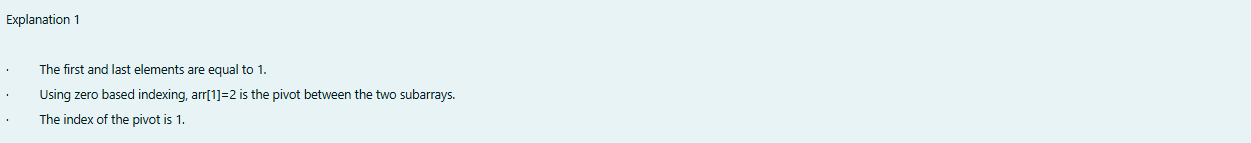 Explanation 1
· The first and last elements are equal to 1.
· Using zero based indexing, arr[1]=2 is the pivot between the two subarrays.
· The index of the pivot is 1.